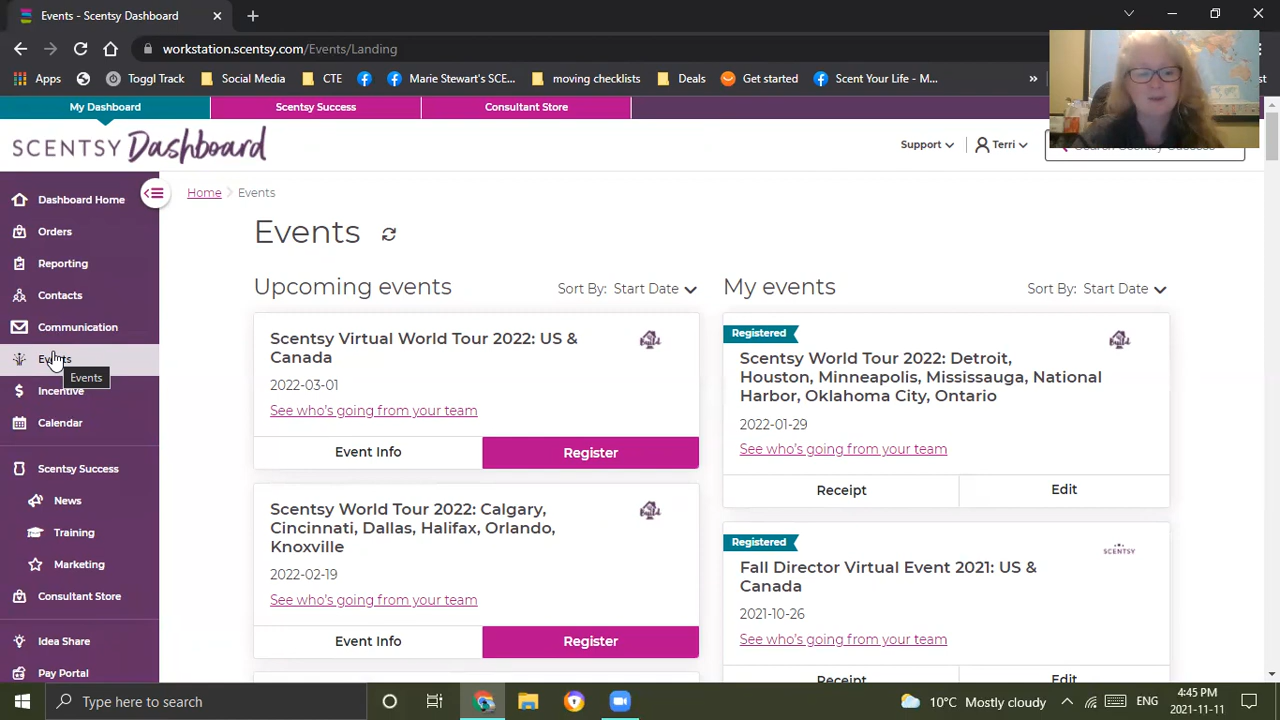 Events - Scentsy Dashboard
workstation.scentsy.com/Events/Landing
Apps
Toggl Track
Social Media
CTE
Marie Stewart's SCE...
moving checklists
Deals
Get started
Scent Your Life - M...
»
My Dashboard
Scentsy Success
Consultant Store
SCENTSY Dashboard
Support
Terri
Dashboard Home
Orders
Reporting
Contacts
Communication
Events
Events
Incentive
Calendar
Scentsy Success
News
Training
Marketing
Consultant Store
Idea Share
Pay Portal
Home > Events
Events
Upcoming events
Sort By: Start Date
Scentsy Virtual World Tour 2022: US &
Canada
2022-03-01
See who's going from your team
Event Info
Register
Scentsy World Tour 2022: Calgary,
Cincinnati, Dallas, Halifax, Orlando,
Knoxville
2022-02-19
See who's going from your team
Event Info
Register
My events
Sort By: Start Date
Registered
Scentsy World Tour 2022: Detroit,
Houston, Minneapolis, Mississauga, National
Harbor, Oklahoma City, Ontario
2022-01-29
See who's going from your team
Receipt
Edit
Registered
SCENTSY
Fall Director Virtual Event 2021: US &
Canada
2021-10-26
See who's going from your team
Receipt
Edit
Type here to search
10°C Mostly cloudy
ENG
4:45 PM
2021-11-11